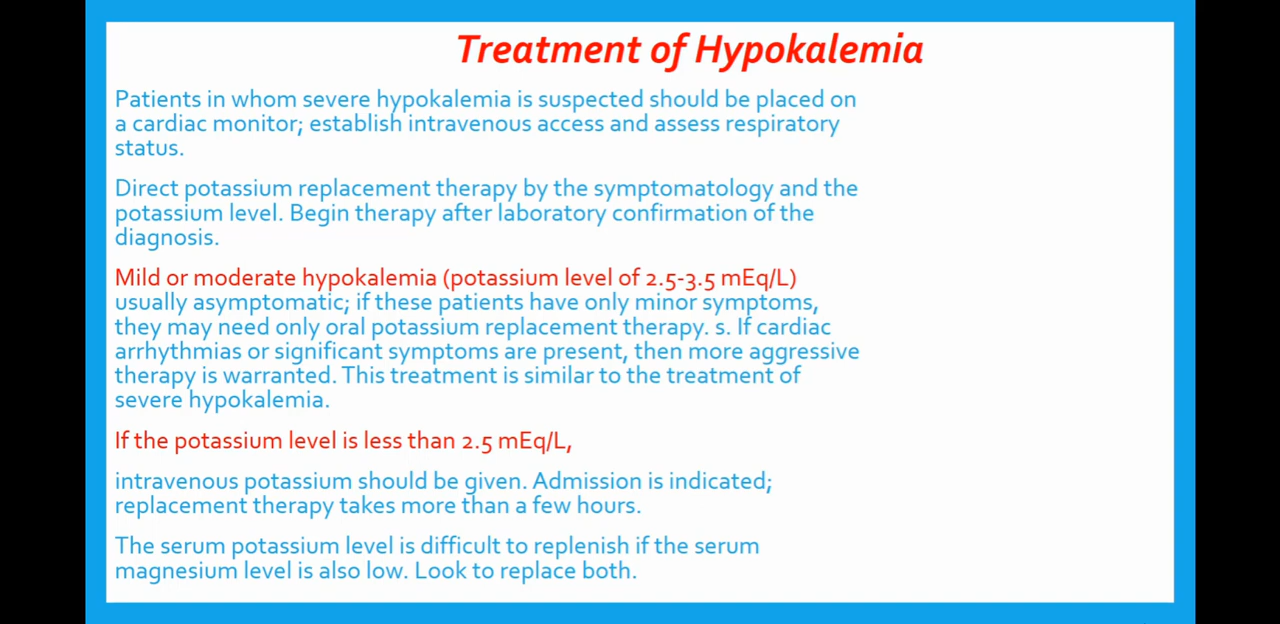 Treatment of Hypokalemia
Patients in whom severe hypokalemia is suspected should be placed on
a cardiac monitor; establish intravenous access and assess respiratory
status.
Direct potassium replacement therapy by the symptomatology and the
potassium level. Begin therapy after laboratory confirmation of the
diagnosis.
Mild or moderate hypokalemia (potassium level of 2.5-3.5 mEq/L)
usually asymptomatic; if these patients have only minor symptoms,
they may need only oral potassium replacement therapy. s. If cardiac
arrhythmias or significant symptoms are present, then more aggressive
therapy is warranted. This treatment is similar to the treatment of
severe hypokalemia.
If the potassium level is less than 2.5 mEq/L,
intravenous potassium should be given. Admission is indicated;
replacement therapy takes more than a few hours.
The serum potassium level is difficult to replenish if the serum
magnesium level is also low. Look to replace both.